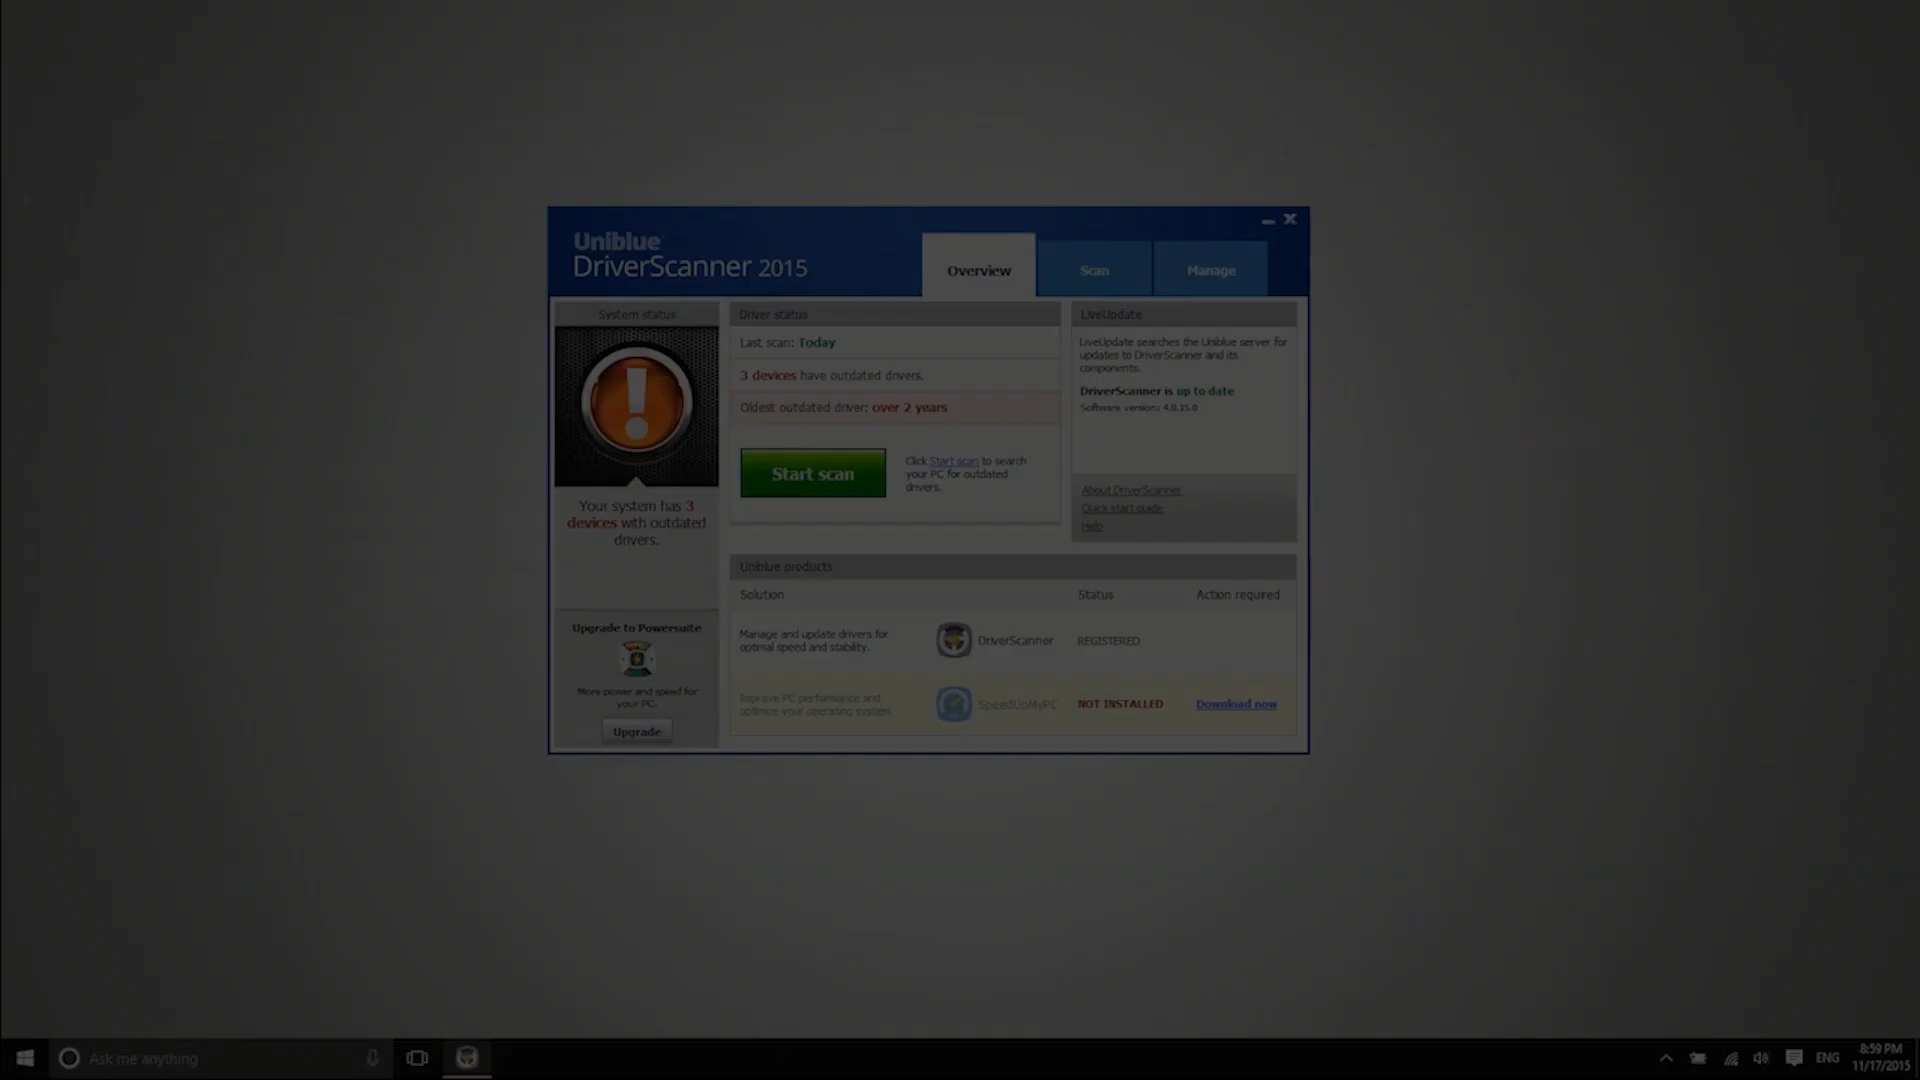 Uniblue
DriverScanner 2015
Overview
Scan
Manage
System status
Your system has 3
devices with outdated
drivers.
Upgrade to Powersuite
More power and speed for
your PC.
Upgrade
Driver status
Last scan: Today
3 devices have outdated drivers.
Oldest outdated driver: over 2 years
Start scan
Click Start scan to search
your PC for outdated
drivers.
LiveUpdate
LiveUpdate searches the Uniblue server for
updates to DriverScanner and its
components.
DriverScanner is up to date
Software version: 4.0.15.0
About DriverScanner
Quick start guide
Help
Uniblue products
Solution Status Action required
Manage and update drivers for
optimal speed and stability.
DriverScanner REGISTERED
Improve PC performance and
optimize your operating system.
SpeedUpMyPC NOT INSTALLED Download now
Ask me anything
ENG
8:59 PM
11/17/2015